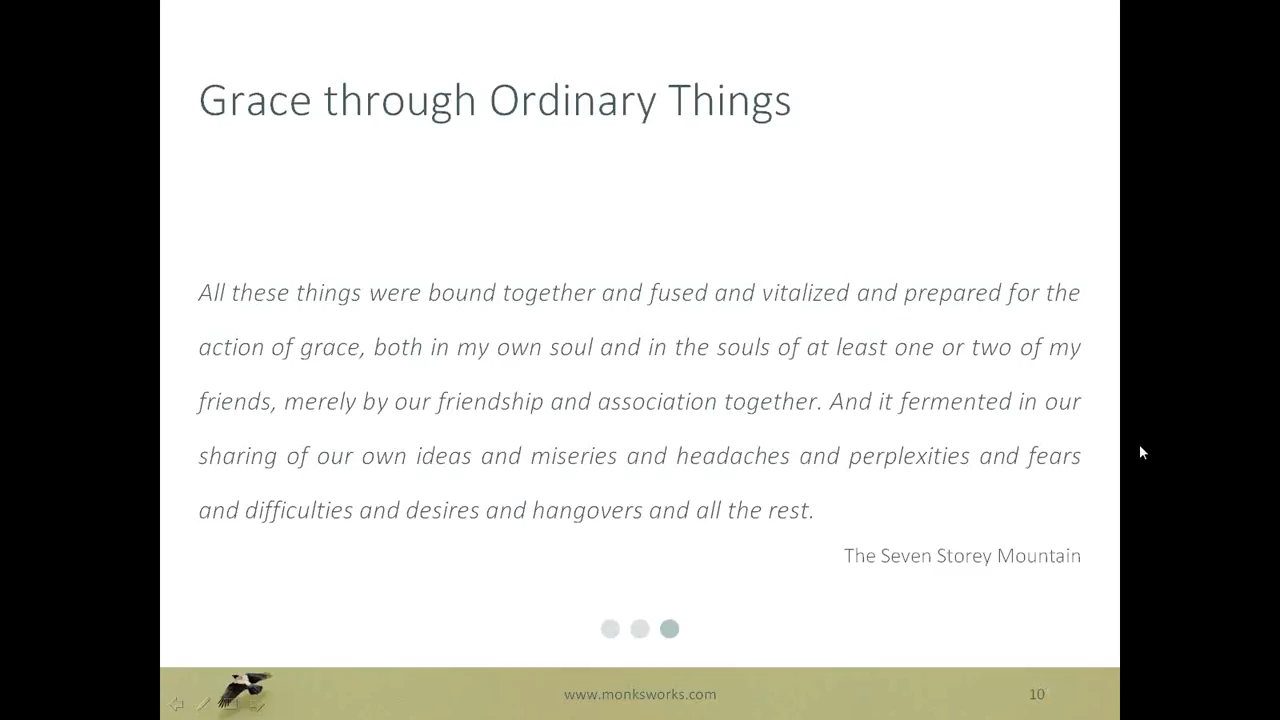 Grace through Ordinary Things
All these things were bound together and fused and vitalized and prepared for the
action of grace, both in my own soul and in the souls of at least one or two of my
friends, merely by our friendship and association together. And it fermented in our
sharing of our own ideas and miseries and headaches and perplexities and fears
and difficulties and desires and hangovers and all the rest.
The Seven Storey Mountain
www.monksworks.com
10